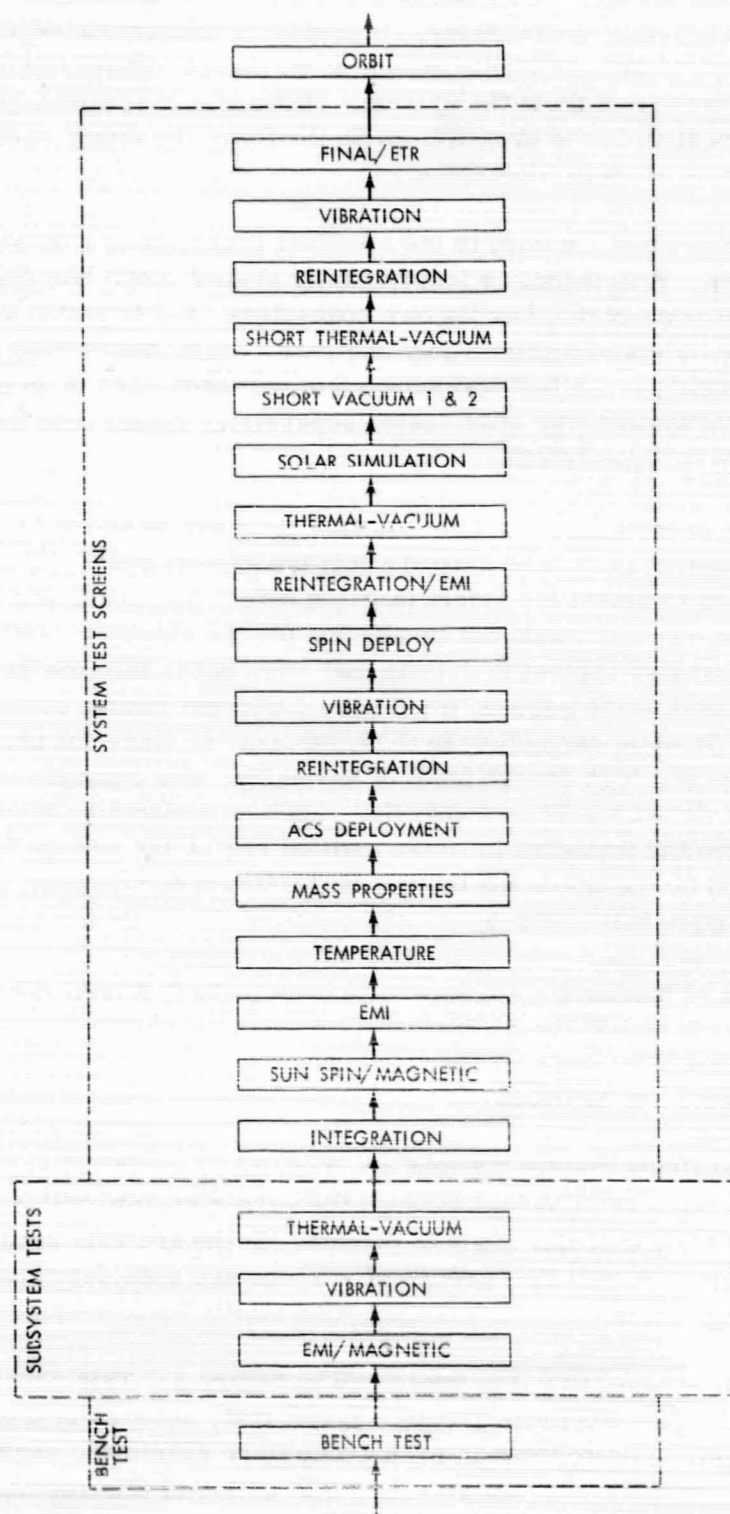 ORBIT
FINAL/ETR
VIBRATION
REINTEGRATION
SHORT THERMAL-VACUUM
SHORT VACUUM 1 & 2
SOLAR SIMULATION
THERMAL-VACUUM
REINTEGRATION/EMI
SPIN DEPLOY
VIBRATION
REINTEGRATION
ACS DEPLOYMENT
MASS PROPERTIES
TEMPERATURE
EMI
SUN SPIN/MAGNETIC
INTEGRATION
SYSTEM TEST SCREENS
THERMAL-VACUUM
VIBRATION
EMI/MAGNETIC
SUBSYSTEM TESTS
BENCH TEST
BENCH
TEST